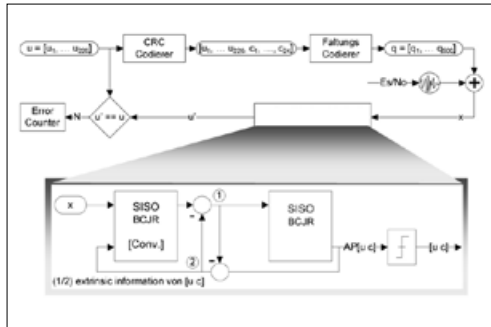 u = [u₁, ... u₂₂₆]
CRC
Codierer
[u₁, ... u₂₂₆, c₁, ..., c₂₄]
Faltungs
Codierer
q = [q₁, ... q₅₀₀]
Es/No
Error
Counter
N
u' == u
u'
x
x
SISO
BCJR
[Conv.]
1
SISO
BCJR
2
AP[u c]
[u c]
(1/2) extrinsic information von [u c]